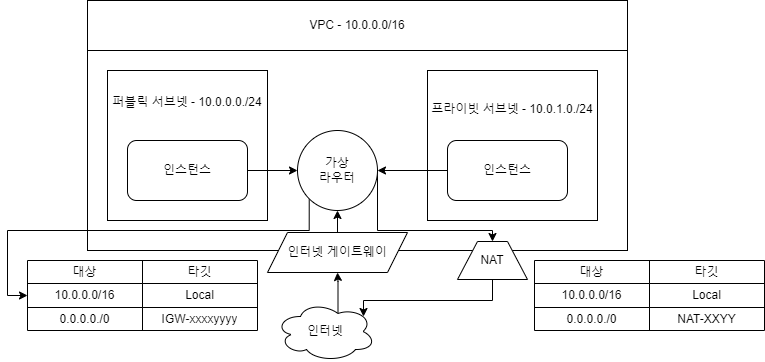 VPC - 10.0.0.0/16
퍼블릭 서브넷 - 10.0.0.0./24
프라이빗 서브넷 - 10.0.1.0./24
인스턴스
가상
라우터
인스턴스
인터넷 게이트웨이
NAT
대상 타깃
10.0.0.0/16 Local
0.0.0.0./0 IGW-xxxxyyyy
인터넷
대상 타깃
10.0.0.0/16 Local
0.0.0.0./0 NAT-XXYY